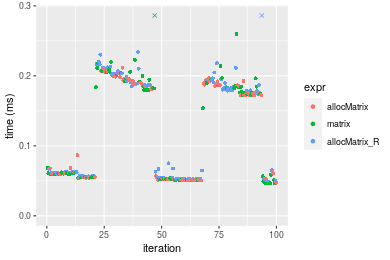 0.3
0.2
0.1
0.0
time (ms)
0
25
50
75
100
iteration
expr
allocMatrix
matrix
allocMatrix_R